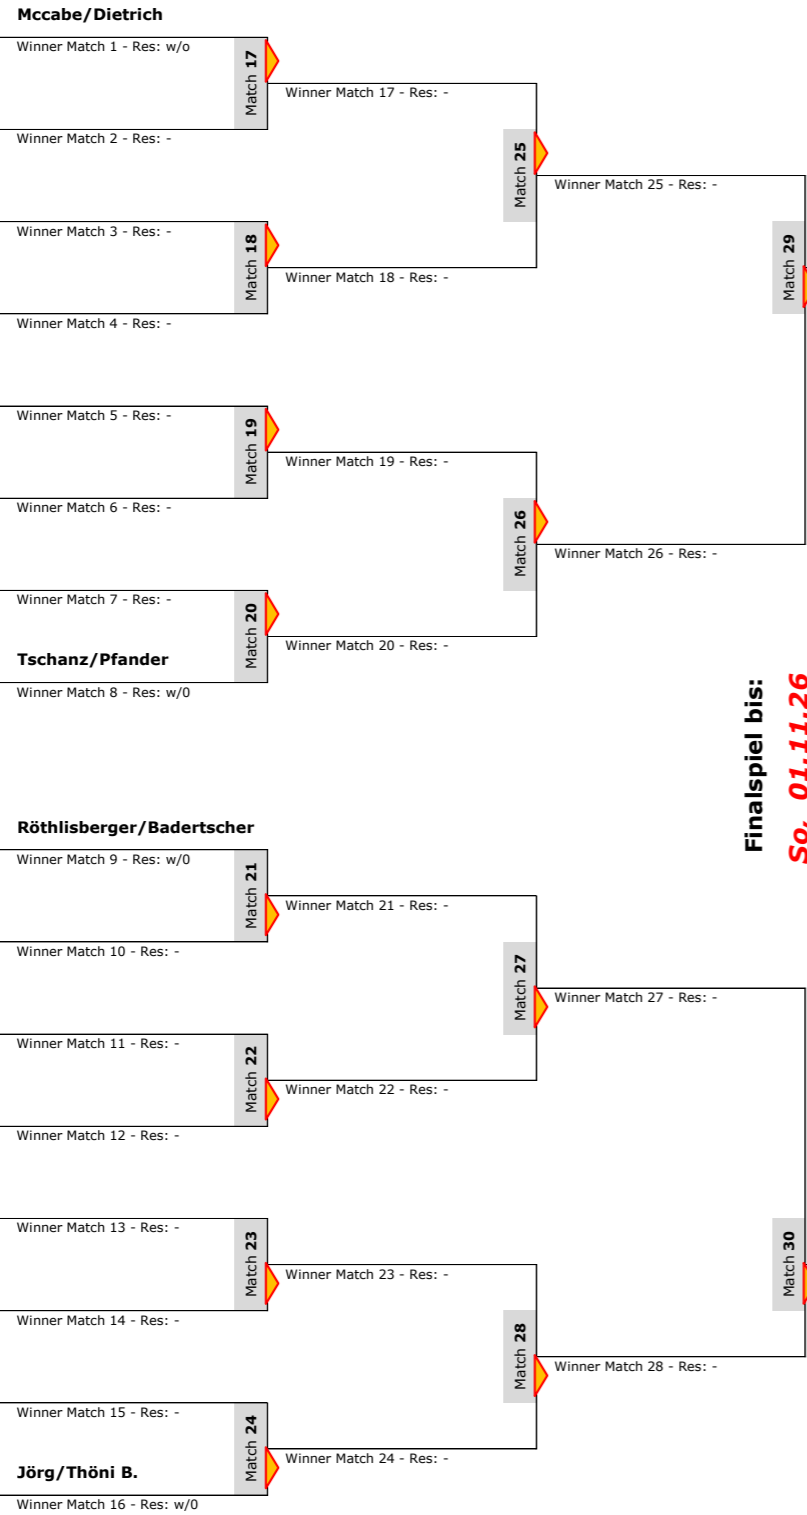 Mccabe/Dietrich
Winner Match 1 - Res: w/o
Match 17
Winner Match 17 - Res: -
Winner Match 2 - Res: -
Match 25
Winner Match 25 - Res: -
Winner Match 3 - Res: -
Match 18
Match 29
Winner Match 18 - Res: -
Winner Match 4 - Res: -
Winner Match 5 - Res: -
Match 19
Winner Match 19 - Res: -
Winner Match 6 - Res: -
Match 26
Winner Match 26 - Res: -
Winner Match 7 - Res: -
Match 20
Winner Match 20 - Res: -
Tschanz/Pfander
Winner Match 8 - Res: w/0
Finalspiel bis:
So. 01.11.26
Röthlisberger/Badertscher
Winner Match 9 - Res: w/0
Match 21
Winner Match 21 - Res: -
Winner Match 10 - Res: -
Match 27
Winner Match 27 - Res: -
Winner Match 11 - Res: -
Match 22
Winner Match 22 - Res: -
Winner Match 12 - Res: -
Winner Match 13 - Res: -
Match 23
Match 30
Winner Match 23 - Res: -
Winner Match 14 - Res: -
Match 28
Winner Match 28 - Res: -
Winner Match 15 - Res: -
Match 24
Winner Match 24 - Res: -
Jörg/Thöni B.
Winner Match 16 - Res: w/0